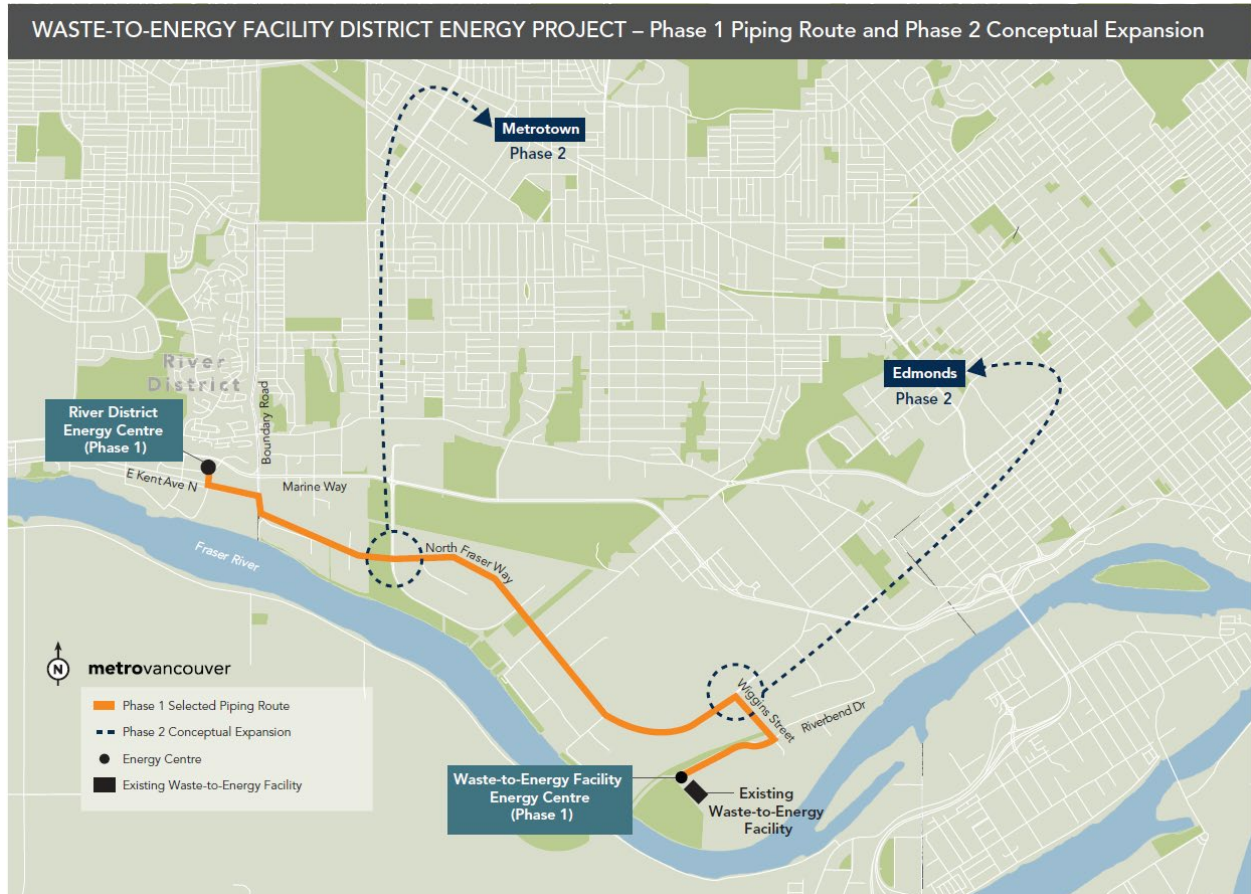 WASTE-TO-ENERGY FACILITY DISTRICT ENERGY PROJECT – Phase 1 Piping Route and Phase 2 Conceptual Expansion
Metrotown
Phase 2
River
District
Edmonds
Phase 2
River District
Energy Centre
(Phase 1)
Boundary Road
E Kent Ave N
Marine Way
Fraser River
North Fraser Way
N
metrovancouver
Phase 1 Selected Piping Route
Phase 2 Conceptual Expansion
Energy Centre
Existing Waste-to-Energy Facility
Wiggins Street
Riverbend Dr
Waste-to-Energy Facility
Energy Centre
(Phase 1)
Existing
Waste-to-Energy
Facility